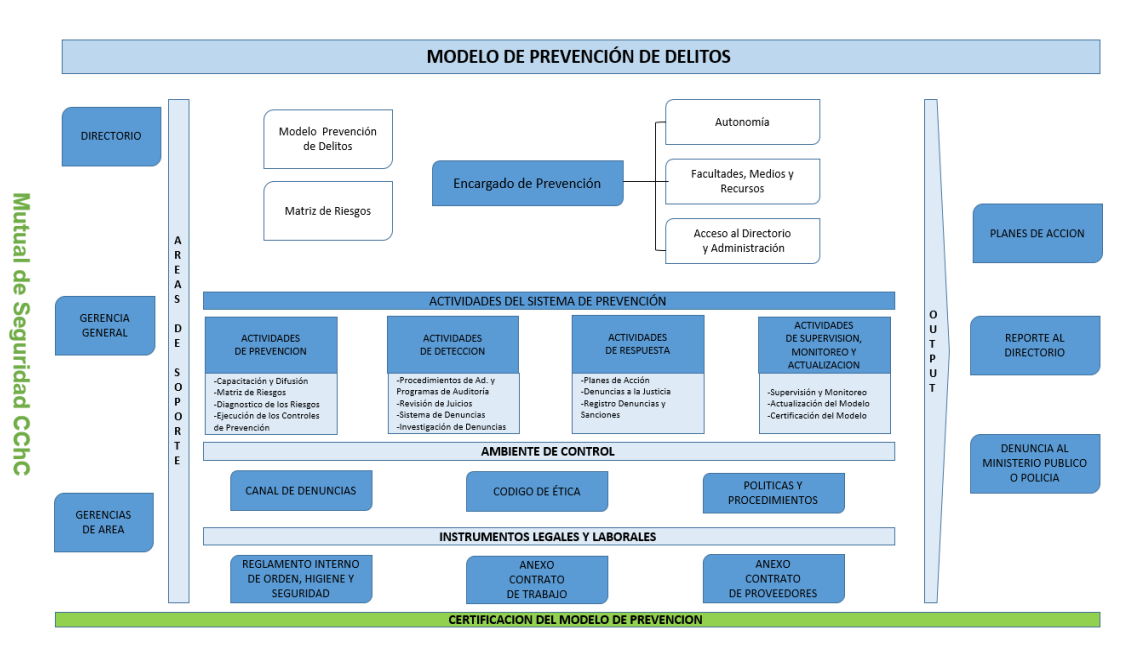 MODELO DE PREVENCIÓN DE DELITOS
Mutual de Seguridad CChC
DIRECTORIO
GERENCIA
GENERAL
GERENCIAS
DE AREA
AREAS DE SOPORTE
Modelo Prevención
de Delitos
Matriz de Riesgos
Encargado de Prevención
Autonomía
Facultades, Medios y
Recursos
Acceso al Directorio
y Administración
ACTIVIDADES DEL SISTEMA DE PREVENCIÓN
ACTIVIDADES
DE PREVENCION
-Capacitación y Difusión
-Matriz de Riesgos
-Diagnostico de los Riesgos
-Ejecución de los Controles
de Prevención
ACTIVIDADES
DE DETECCION
-Procedimientos de Ad. y
Programas de Auditoría
-Revisión de Juicios
-Sistema de Denuncias
-Investigación de Denuncias
ACTIVIDADES
DE RESPUESTA
-Planes de Acción
-Denuncias a la Justicia
-Registro Denuncias y
Sanciones
ACTIVIDADES
DE SUPERVISION,
MONITOREO Y
ACTUALIZACION
-Supervisión y Monitoreo
-Actualización del Modelo
-Certificación del Modelo
AMBIENTE DE CONTROL
CANAL DE DENUNCIAS
CODIGO DE ÉTICA
POLITICAS Y
PROCEDIMIENTOS
INSTRUMENTOS LEGALES Y LABORALES
REGLAMENTO INTERNO
DE ORDEN, HIGIENE Y
SEGURIDAD
ANEXO
CONTRATO
DE TRABAJO
ANEXO
CONTRATO
DE PROVEEDORES
OUTPUT
PLANES DE ACCION
REPORTE AL
DIRECTORIO
DENUNCIA AL
MINISTERIO PUBLICO
O POLICIA
CERTIFICACION DEL MODELO DE PREVENCION